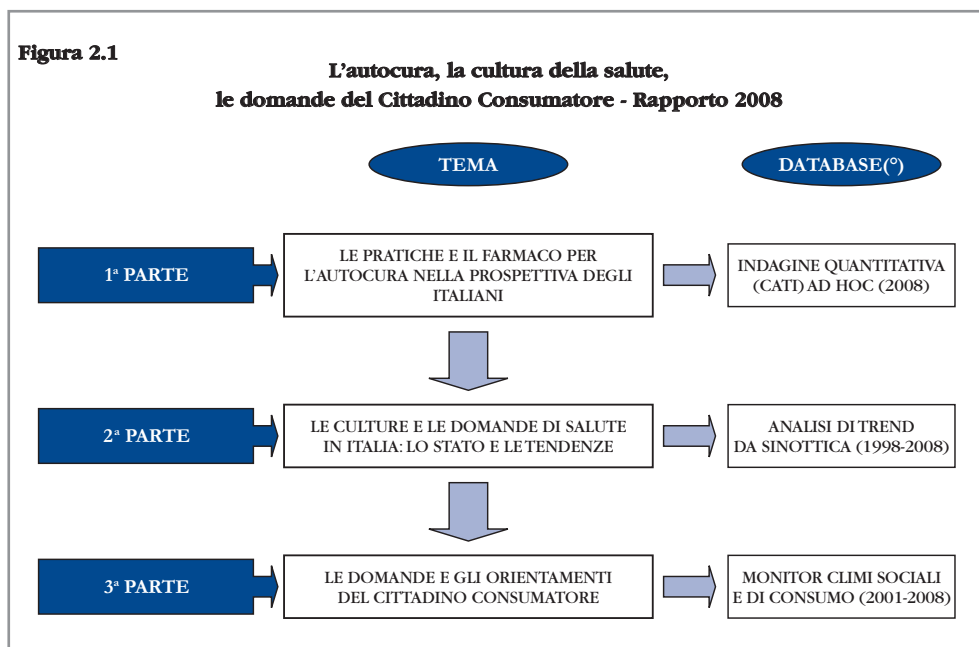 Figura 2.1
L'autocura, la cultura della salute,
le domande del Cittadino Consumatore - Rapporto 2008
TEMA
DATABASE(°)
1ª PARTE
LE PRATICHE E IL FARMACO PER
L'AUTOCURA NELLA PROSPETTIVA DEGLI
ITALIANI
INDAGINE QUANTITATIVA
(CATI) AD HOC (2008)
2ª PARTE
LE CULTURE E LE DOMANDE DI SALUTE
IN ITALIA: LO STATO E LE TENDENZE
ANALISI DI TREND
DA SINOTTICA (1998-2008)
3ª PARTE
LE DOMANDE E GLI ORIENTAMENTI
DEL CITTADINO CONSUMATORE
MONITOR CLIMI SOCIALI
E DI CONSUMO (2001-2008)